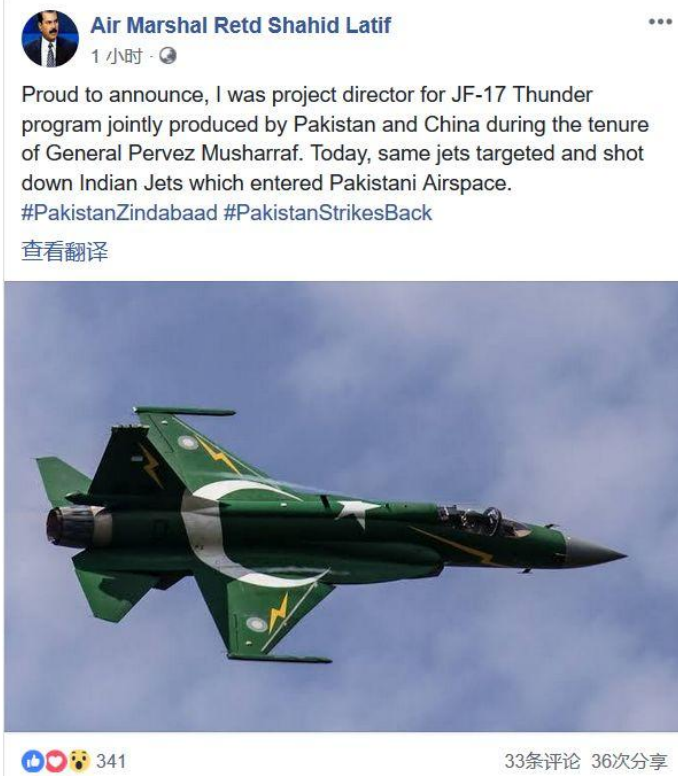 Air Marshal Retd Shahid Latif
1 小时 ·
Proud to announce, I was project director for JF-17 Thunder
program jointly produced by Pakistan and China during the tenure
of General Pervez Musharraf. Today, same jets targeted and shot
down Indian Jets which entered Pakistani Airspace.
#PakistanZindabaad #PakistanStrikesBack
查看翻译
341
33条评论 36次分享